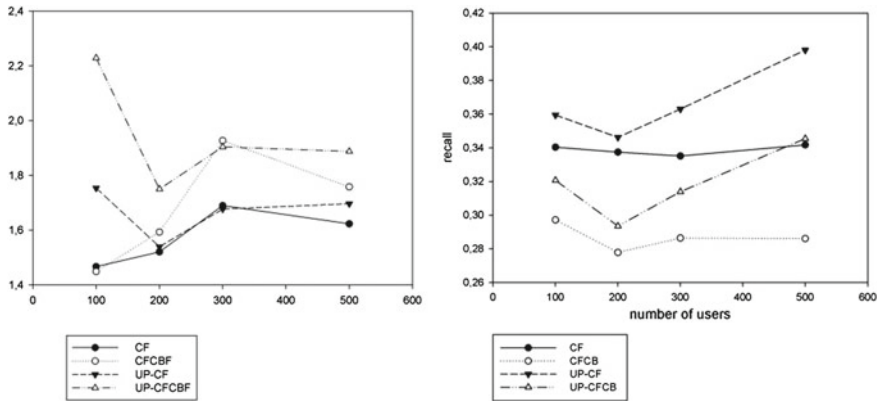 2,4
2,2
2,0
1,8
1,6
1,4
0 100 200 300 400 500 600
CF
CFCBF
UP-CF
UP-CFCBF
0,42
0,40
0,38
0,36
0,34
0,32
0,30
0,28
0,26
recall
0 100 200 300 400 500 600
number of users
CF
CFCB
UP-CF
UP-CFCB